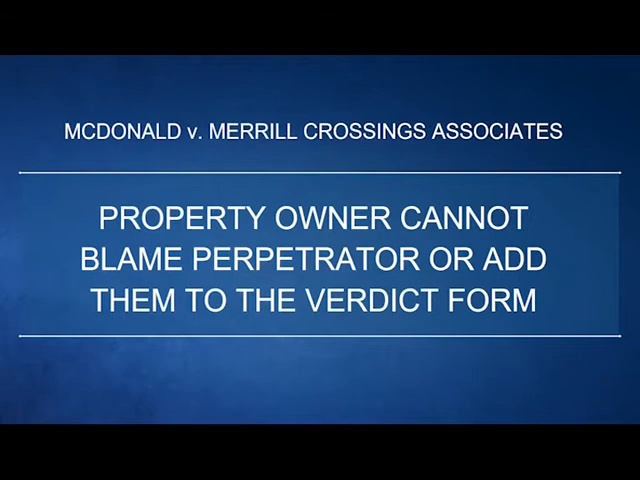 MCDONALD v. MERRILL CROSSINGS ASSOCIATES
PROPERTY OWNER CANNOT
BLAME PERPETRATOR OR ADD
THEM TO THE VERDICT FORM